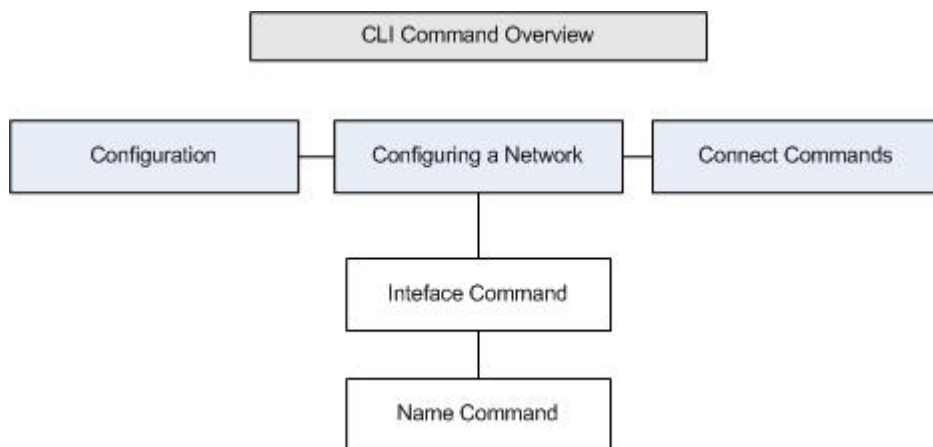 CLI Command Overview
Configuration
Configuring a Network
Connect Commands
Inteface Command
Name Command